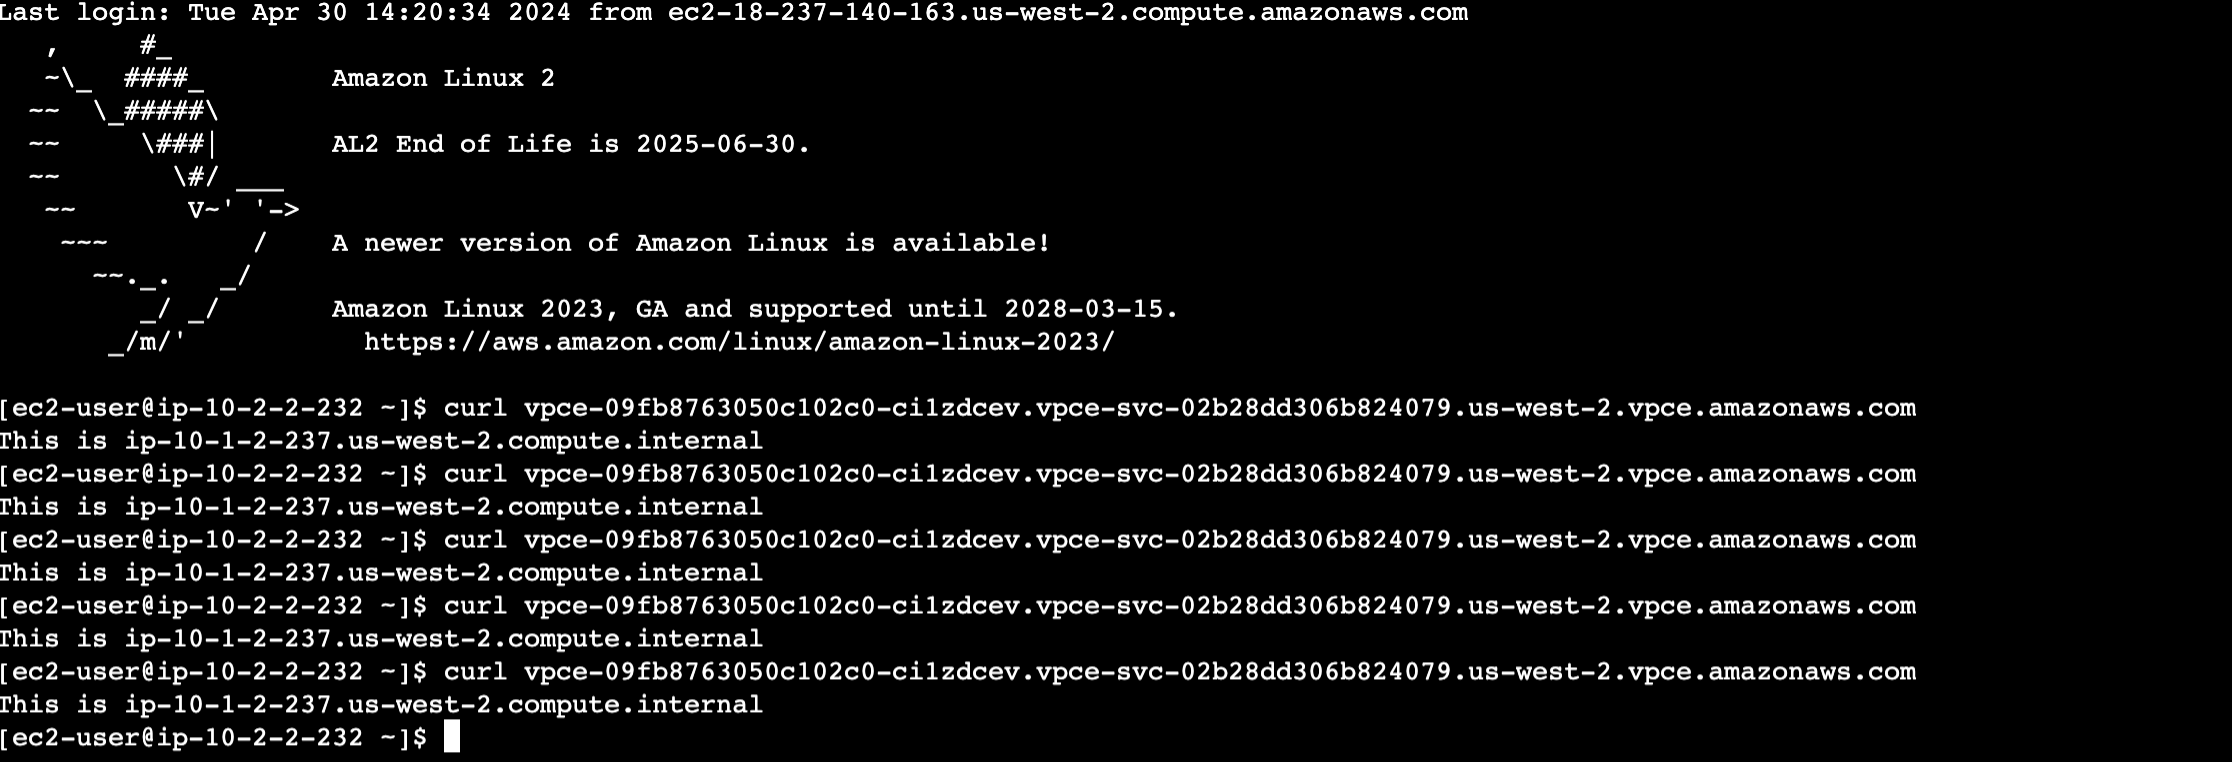 Last login: Tue Apr 30 14:20:34 2024 from ec2-18-237-140-163.us-west-2.compute.amazonaws.com
   ,     #_
   ~\_  ####_        Amazon Linux 2
  ~~  \_#####\
  ~~     \###|       AL2 End of Life is 2025-06-30.
  ~~       \#/ ___
   ~~       V~' '->
    ~~~         /    A newer version of Amazon Linux is available!
      ~~._.   _/
         _/ _/       Amazon Linux 2023, GA and supported until 2028-03-15.
       _/m/'           https://aws.amazon.com/linux/amazon-linux-2023/
[ec2-user@ip-10-2-2-232 ~]$ curl vpce-09fb8763050c102c0-ci1zdcev.vpce-svc-02b28dd306b824079.us-west-2.vpce.amazonaws.com
This is ip-10-1-2-237.us-west-2.compute.internal
[ec2-user@ip-10-2-2-232 ~]$ curl vpce-09fb8763050c102c0-ci1zdcev.vpce-svc-02b28dd306b824079.us-west-2.vpce.amazonaws.com
This is ip-10-1-2-237.us-west-2.compute.internal
[ec2-user@ip-10-2-2-232 ~]$ curl vpce-09fb8763050c102c0-ci1zdcev.vpce-svc-02b28dd306b824079.us-west-2.vpce.amazonaws.com
This is ip-10-1-2-237.us-west-2.compute.internal
[ec2-user@ip-10-2-2-232 ~]$ curl vpce-09fb8763050c102c0-ci1zdcev.vpce-svc-02b28dd306b824079.us-west-2.vpce.amazonaws.com
This is ip-10-1-2-237.us-west-2.compute.internal
[ec2-user@ip-10-2-2-232 ~]$ curl vpce-09fb8763050c102c0-ci1zdcev.vpce-svc-02b28dd306b824079.us-west-2.vpce.amazonaws.com
This is ip-10-1-2-237.us-west-2.compute.internal
[ec2-user@ip-10-2-2-232 ~]$